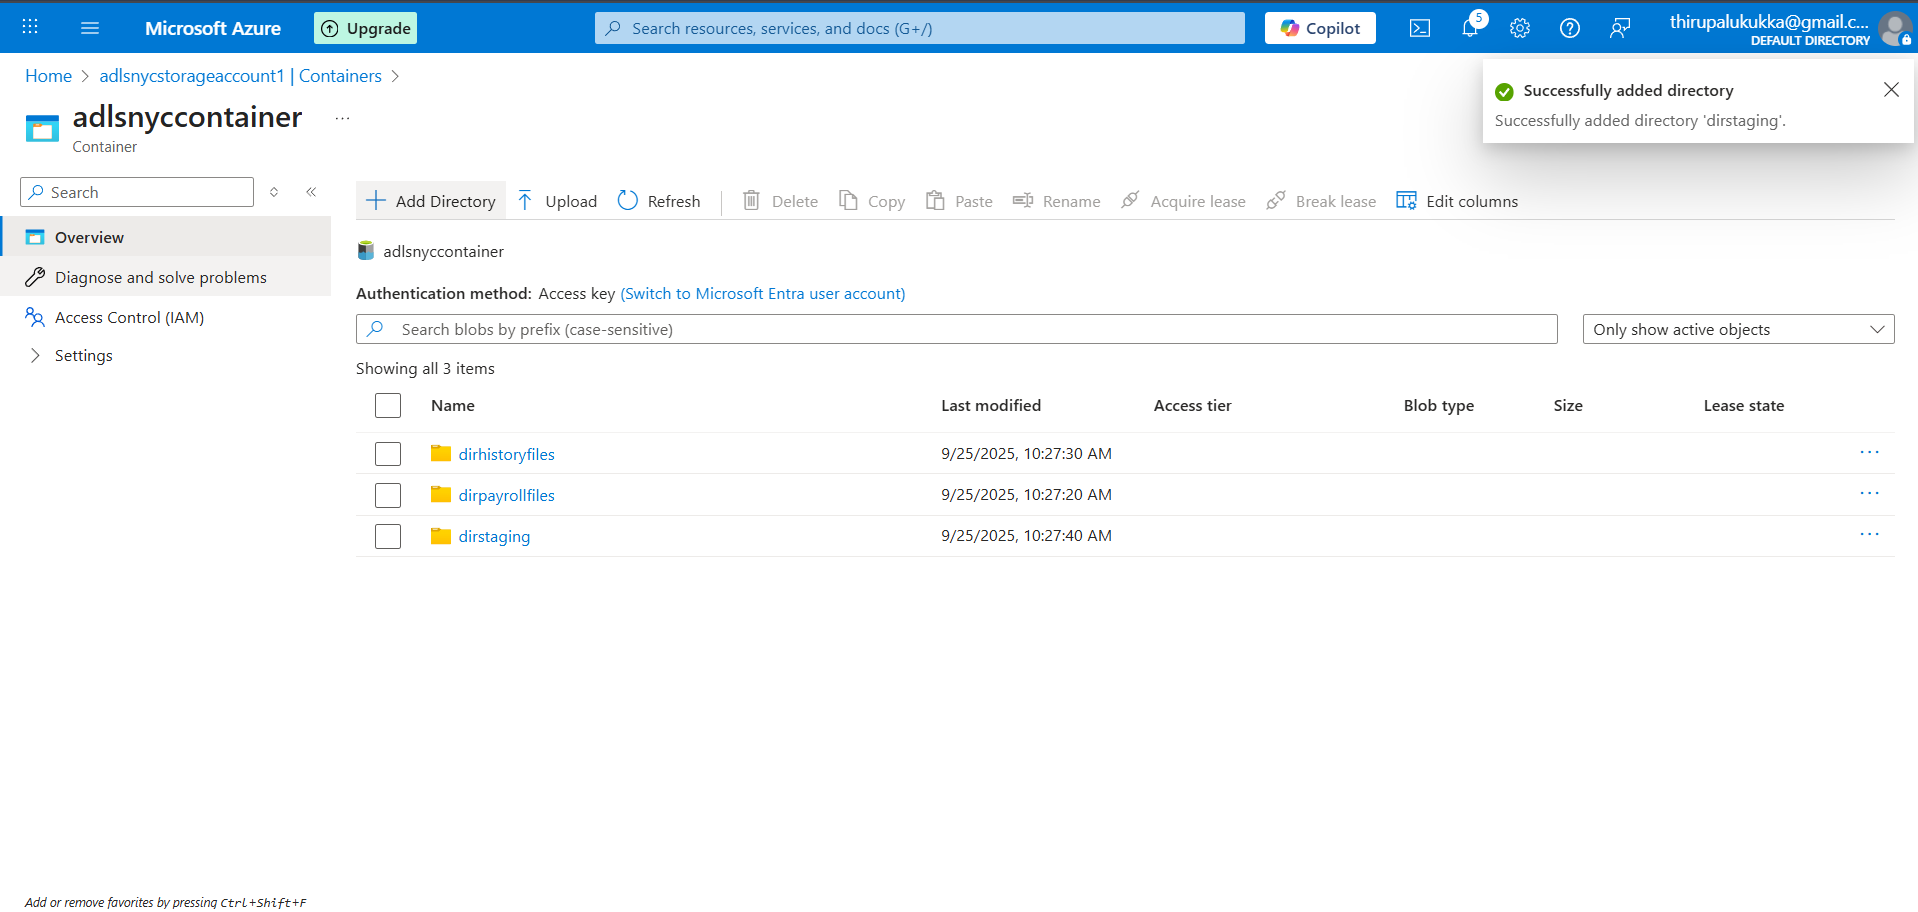 Microsoft Azure
Upgrade
Search resources, services, and docs (G+/)
Copilot
5
thirupalukukka@gmail.c...
DEFAULT DIRECTORY
Home > adlsnycstorageaccount1 | Containers >
adlsnyccontainer ...
Container
Successfully added directory
Successfully added directory 'dirstaging'.
Search
Overview
Diagnose and solve problems
Access Control (IAM)
Settings
Add Directory Upload Refresh Delete Copy Paste Rename Acquire lease Break lease Edit columns
adlsnyccontainer
Authentication method: Access key (Switch to Microsoft Entra user account)
Search blobs by prefix (case-sensitive)
Only show active objects
Showing all 3 items
Name Last modified Access tier Blob type Size Lease state
dirhistoryfiles 9/25/2025, 10:27:30 AM ...
dirpayrollfiles 9/25/2025, 10:27:20 AM ...
dirstaging 9/25/2025, 10:27:40 AM ...
Add or remove favorites by pressing Ctrl+Shift+F